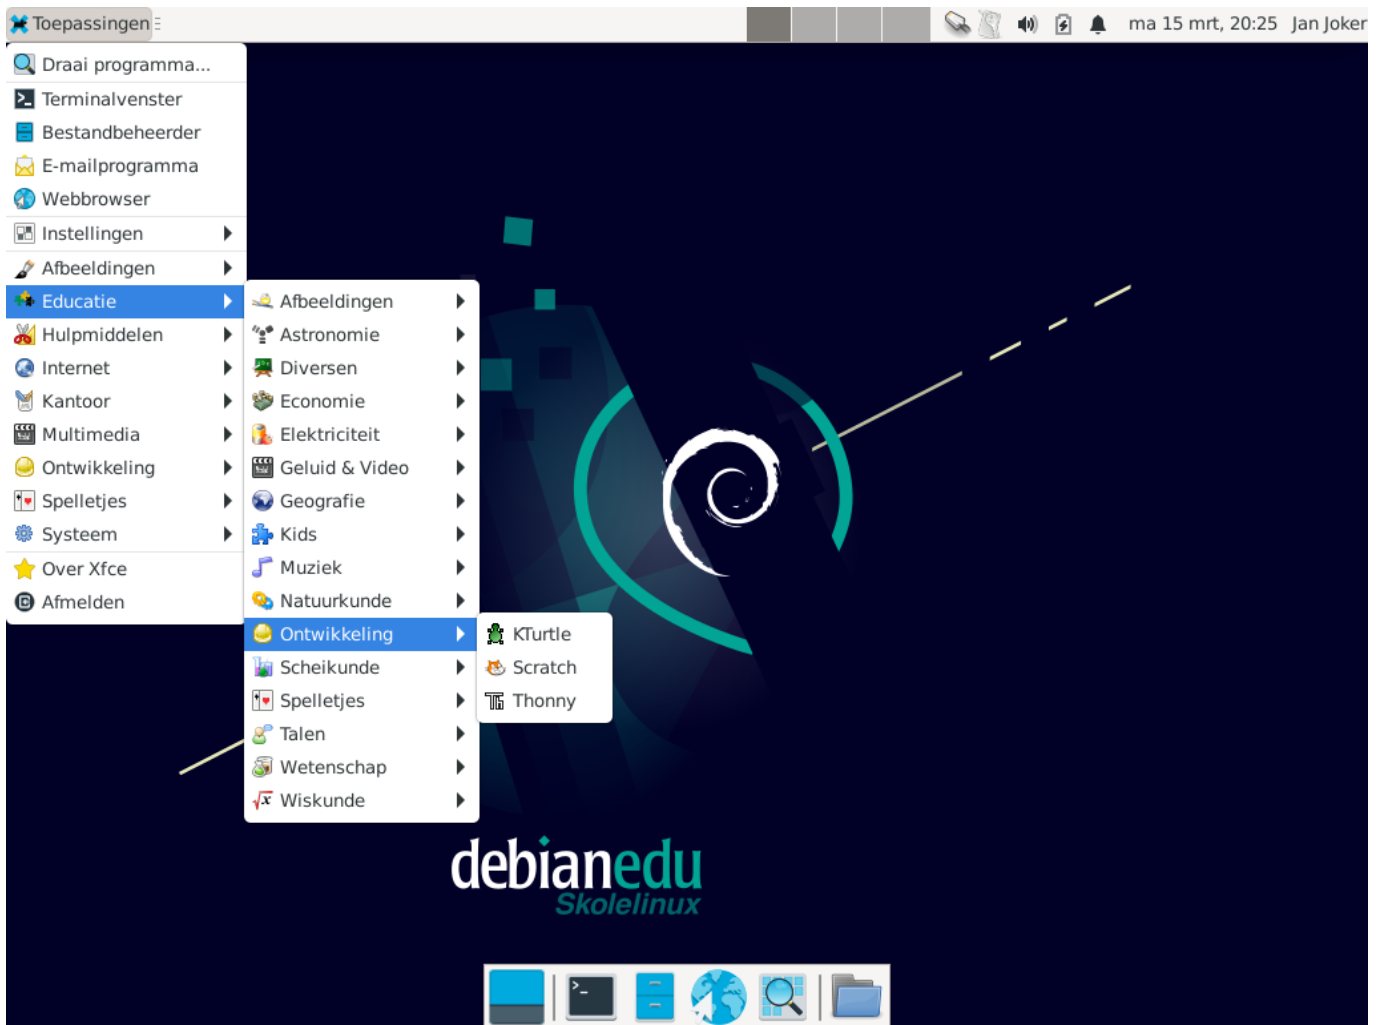 Toepassingen
ma 15 mrt, 20:25 Jan Joker
Draai programma...
Terminalvenster
Bestandbeheerder
E-mailprogramma
Webbrowser
Instellingen
Afbeeldingen
Educatie
Hulpmiddelen
Internet
Kantoor
Multimedia
Ontwikkeling
Spelletjes
Systeem
Over Xfce
Afmelden
Afbeeldingen
Astronomie
Diversen
Economie
Elektriciteit
Geluid & Video
Geografie
Kids
Muziek
Natuurkunde
Ontwikkeling
Scheikunde
Spelletjes
Talen
Wetenschap
Wiskunde
KTurtle
Scratch
Thonny
debianedu
Skolelinux